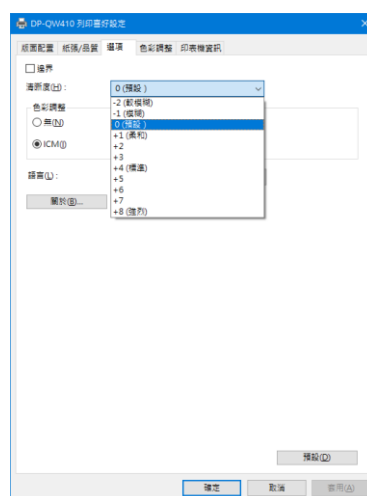 DP-QW410 列印喜好設定
版面配置 紙張/品質 選項 色彩調整 印表機資訊
邊界
清晰度(H) : 0 (預設 )
-2 (較模糊)
-1 (模糊)
0 (預設 )
+1 (柔和)
+2
+3
+4 (標準)
+5
+6
+7
+8 (強烈)
色彩調整
無(N)
ICM(I)
語言(L) :
關於(B)...
預設(D)
確定 取消 套用(A)